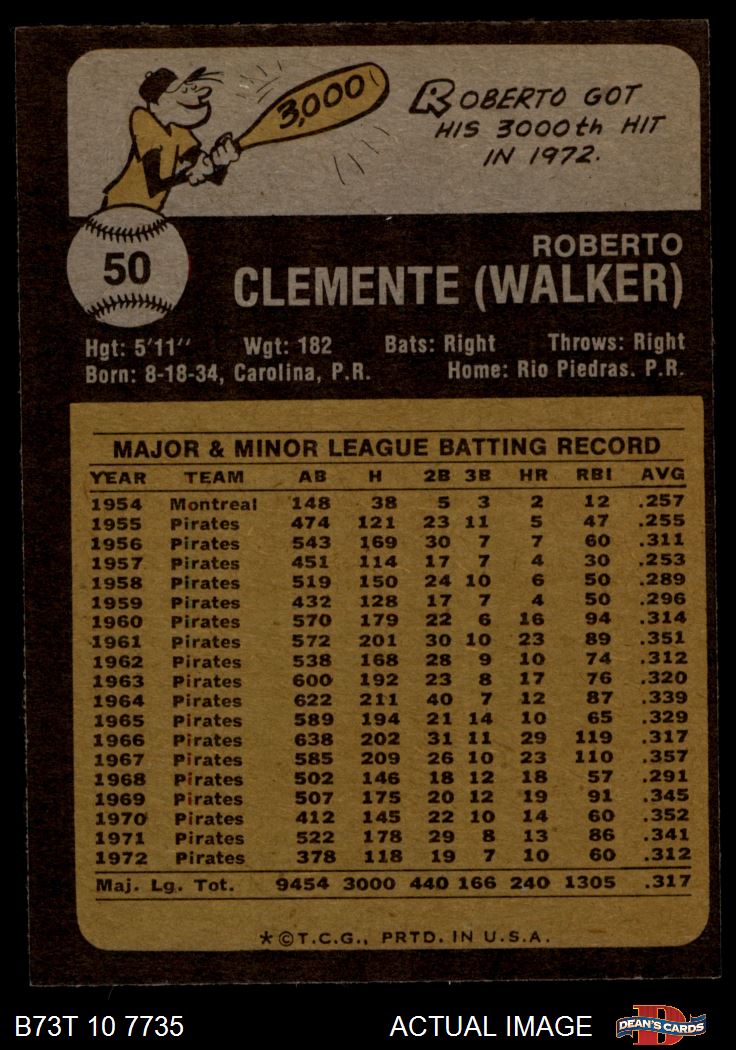 3,000
ROBERTO GOT
HIS 3000th HIT
IN 1972.
50
ROBERTO
CLEMENTE (WALKER)
Hgt: 5'11" Wgt: 182 Bats: Right Throws: Right
Born: 8-18-34, Carolina, P.R. Home: Rio Piedras. P.R.
MAJOR & MINOR LEAGUE BATTING RECORD
YEAR TEAM AB H 2B 3B HR RBI AVG
1954 Montreal 148 38 5 3 2 12 .257
1955 Pirates 474 121 23 11 5 47 .255
1956 Pirates 543 169 30 7 7 60 .311
1957 Pirates 451 114 17 7 4 30 .253
1958 Pirates 519 150 24 10 6 50 .289
1959 Pirates 432 128 17 7 4 50 .296
1960 Pirates 570 179 22 6 16 94 .314
1961 Pirates 572 201 30 10 23 89 .351
1962 Pirates 538 168 28 9 10 74 .312
1963 Pirates 600 192 23 8 17 76 .320
1964 Pirates 622 211 40 7 12 87 .339
1965 Pirates 589 194 21 14 10 65 .329
1966 Pirates 638 202 31 11 29 119 .317
1967 Pirates 585 209 26 10 23 110 .357
1968 Pirates 502 146 18 12 18 57 .291
1969 Pirates 507 175 20 12 19 91 .345
1970 Pirates 412 145 22 10 14 60 .352
1971 Pirates 522 178 29 8 13 86 .341
1972 Pirates 378 118 19 7 10 60 .312
Maj. Lg. Tot. 9454 3000 440 166 240 1305 .317
*©T.C.G., PRTD. IN U.S.A.
B73T 10 7735 ACTUAL IMAGE D DEAN'S CARDS